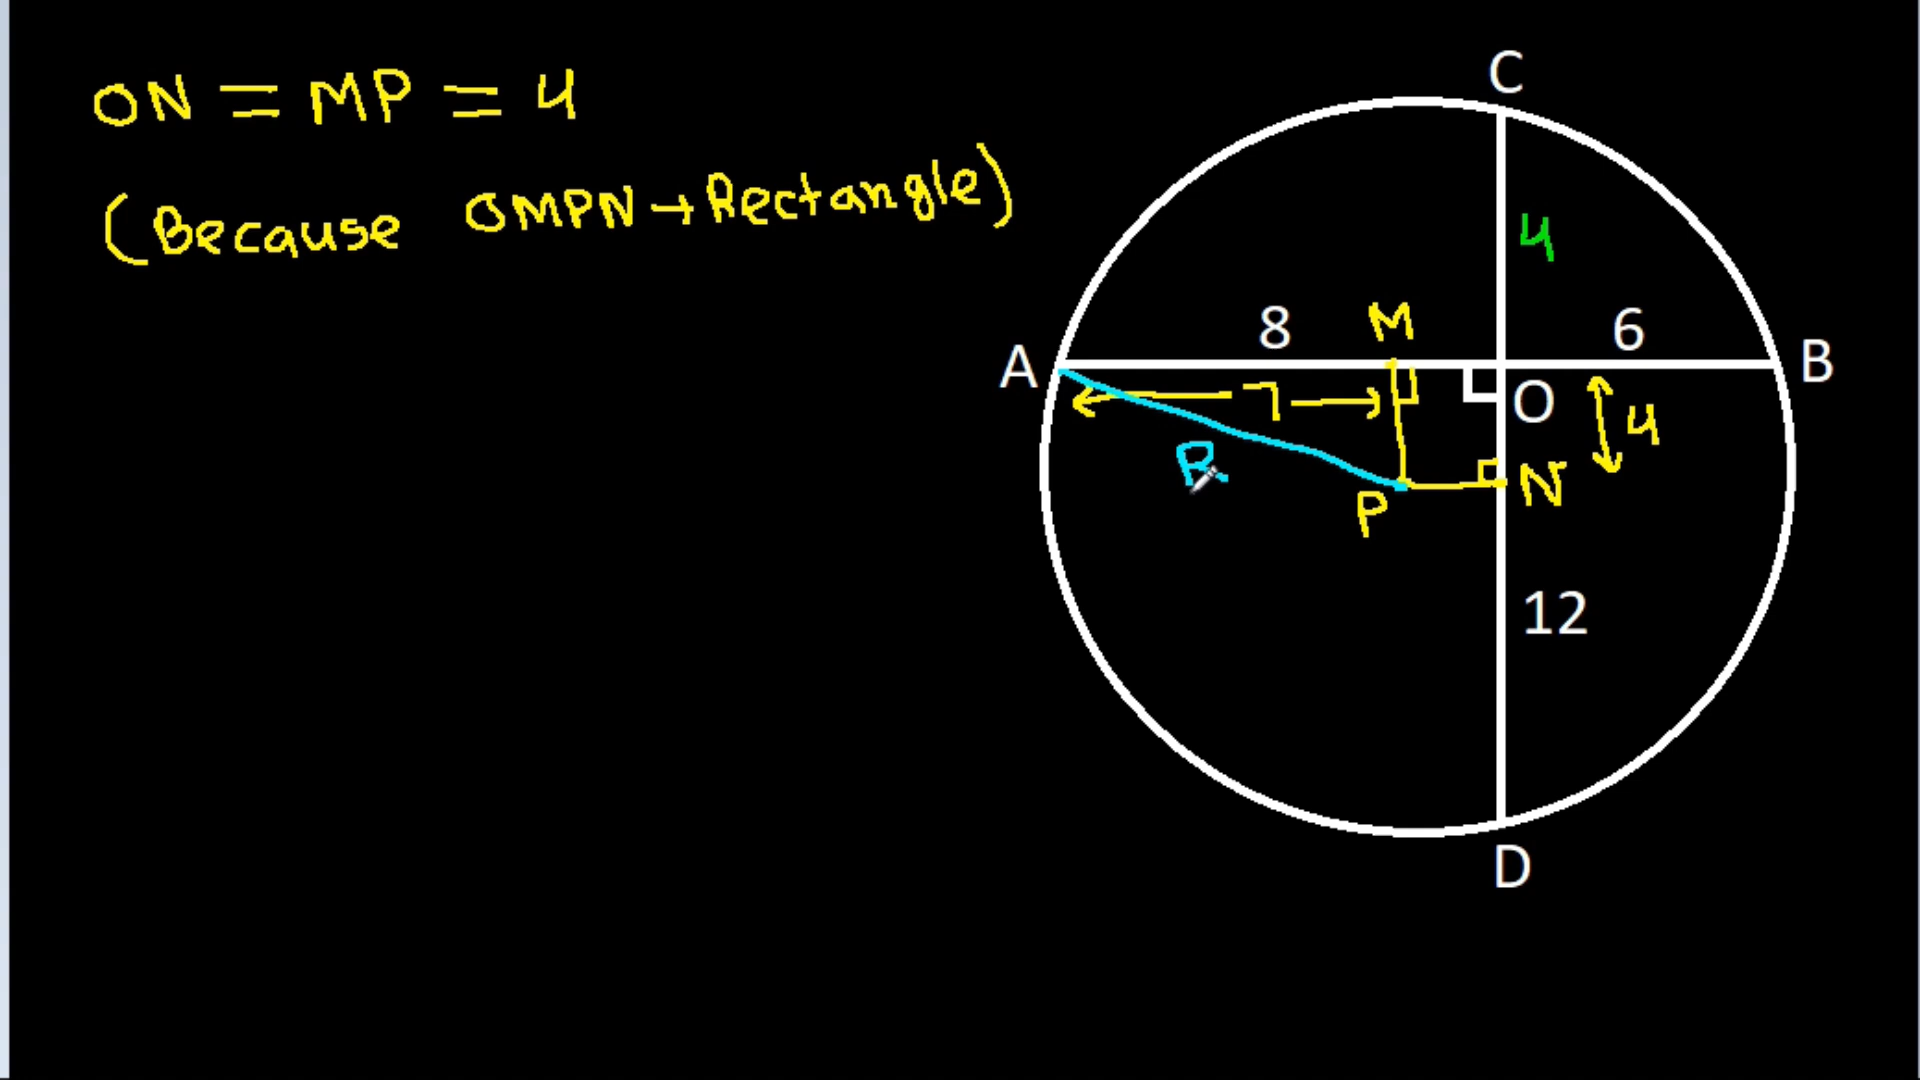 ON = MP = 4
(Because OMPN → Rectangle)
C
4
8
M
6
A
B
7
O
4
R
P
N
12
D